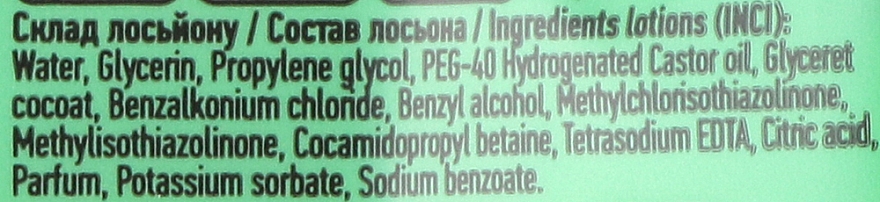 Склад лосьйону / Состав лосьона / Ingredients lotions (INCI):
Water, Glycerin, Propylene glycol, PEG-40 Hydrogenated Castor oil, Glyceret
cocoat, Benzalkonium chloride, Benzyl alcohol, Methylchlorisothiazolinone,
Methylisothiazolinone, Cocamidopropyl betaine, Tetrasodium EDTA, Citric acid,
Parfum, Potassium sorbate, Sodium benzoate.